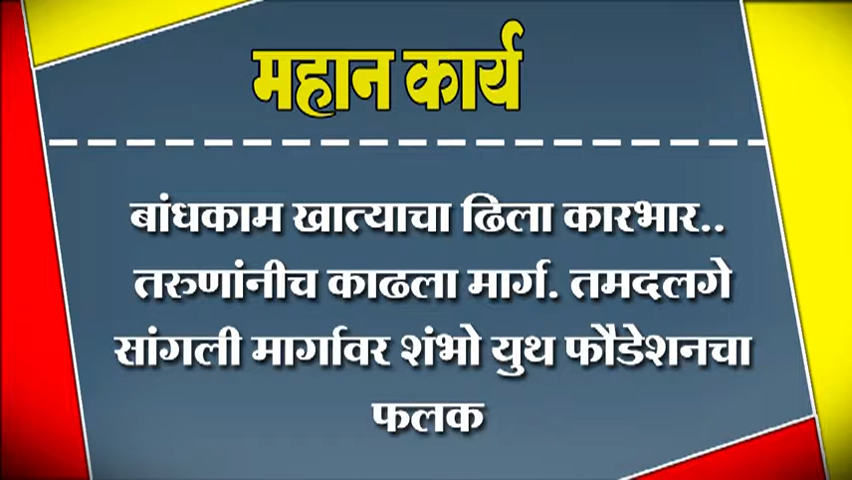 महान कार्य
बांधकाम खात्याचा ढिला कारभार..
तरुणांनीच काढला मार्ग. तमदलगे
सांगली मार्गावर शंभो युथ फौडेशनचा
फलक